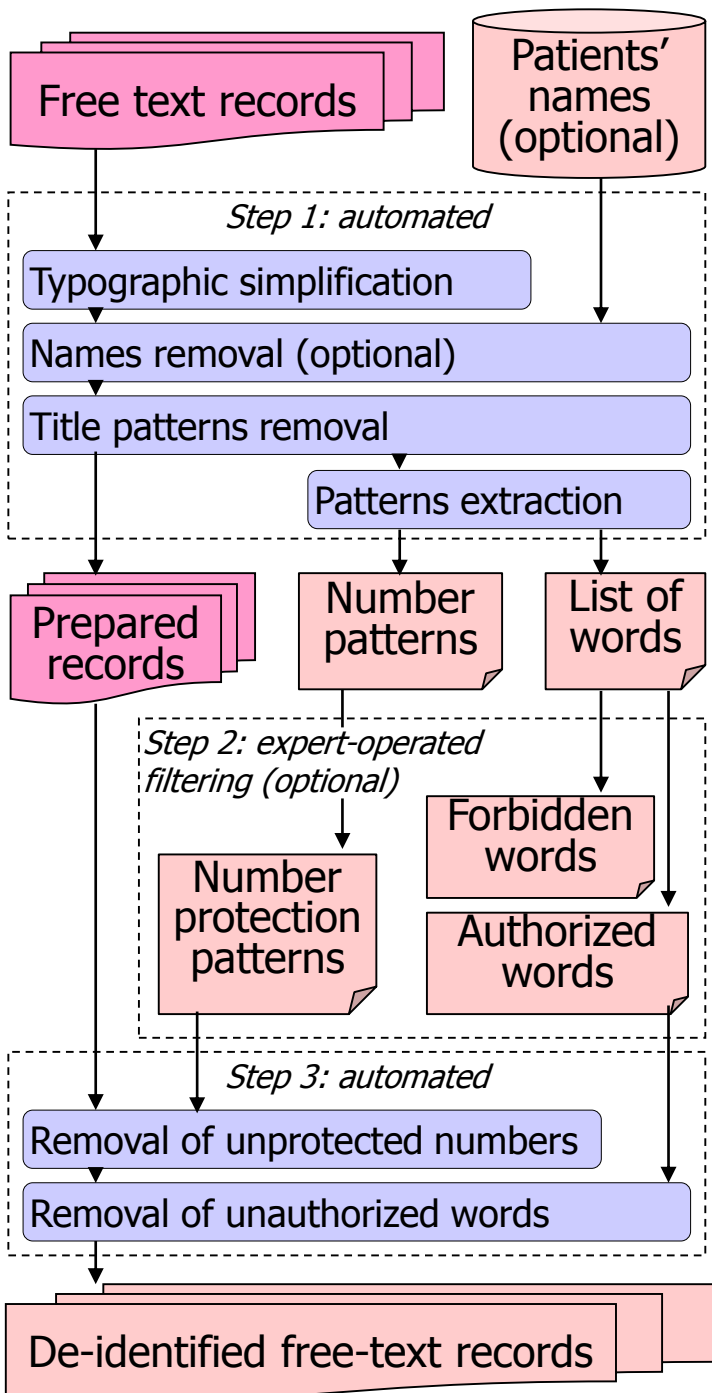 Free text records
Patients’
names
(optional)
Step 1: automated
Typographic simplification
Names removal (optional)
Title patterns removal
Patterns extraction
Prepared
records
Number
patterns
List of
words
Step 2: expert-operated
filtering (optional)
Forbidden
words
Number
protection
patterns
Authorized
words
Step 3: automated
Removal of unprotected numbers
Removal of unauthorized words
De-identified free-text records